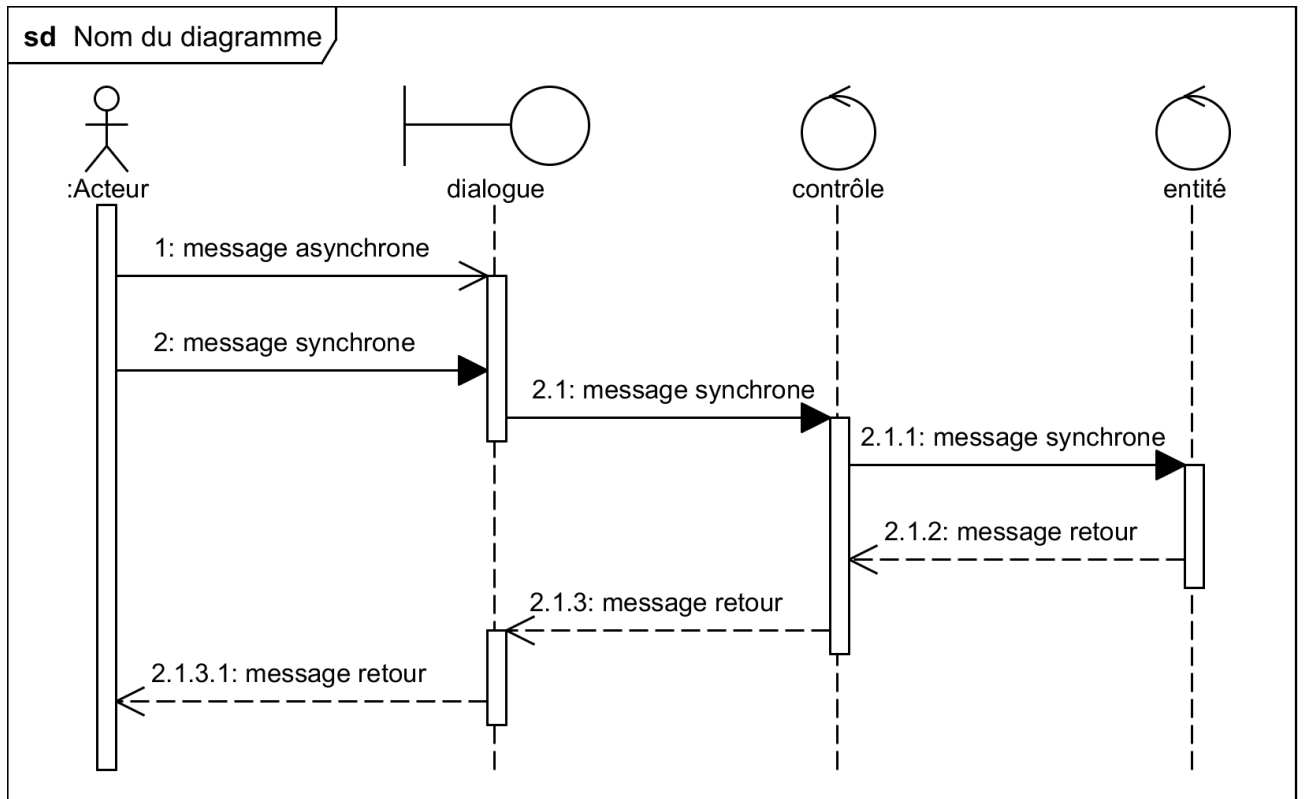 sd Nom du diagramme
:Acteur
dialogue
contrôle
entité
1: message asynchrone
2: message synchrone
2.1: message synchrone
2.1.1: message synchrone
2.1.2: message retour
2.1.3: message retour
2.1.3.1: message retour